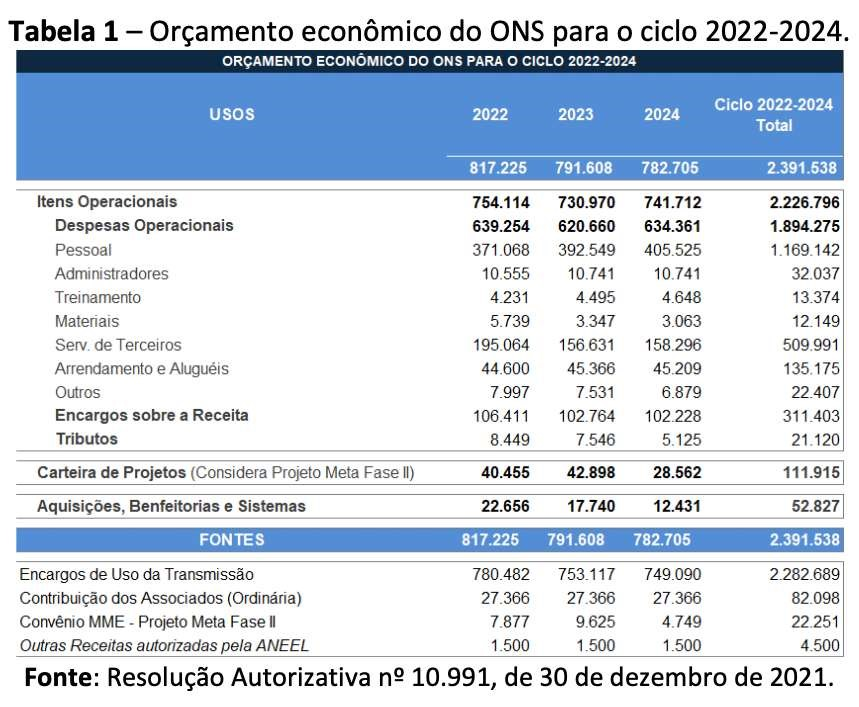 Tabela 1 – Orçamento econômico do ONS para o ciclo 2022-2024.
ORÇAMENTO ECONÔMICO DO ONS PARA O CICLO 2022-2024
USOS 2022 2023 2024 Ciclo 2022-2024 Total
817.225 791.608 782.705 2.391.538
Itens Operacionais 754.114 730.970 741.712 2.226.796
Despesas Operacionais 639.254 620.660 634.361 1.894.275
Pessoal 371.068 392.549 405.525 1.169.142
Administradores 10.555 10.741 10.741 32.037
Treinamento 4.231 4.495 4.648 13.374
Materiais 5.739 3.347 3.063 12.149
Serv. de Terceiros 195.064 156.631 158.296 509.991
Arrendamento e Aluguéis 44.600 45.366 45.209 135.175
Outros 7.997 7.531 6.879 22.407
Encargos sobre a Receita 106.411 102.764 102.228 311.403
Tributos 8.449 7.546 5.125 21.120
Carteira de Projetos (Considera Projeto Meta Fase II) 40.455 42.898 28.562 111.915
Aquisições, Benfeitorias e Sistemas 22.656 17.740 12.431 52.827
FONTES 817.225 791.608 782.705 2.391.538
Encargos de Uso da Transmissão 780.482 753.117 749.090 2.282.689
Contribuição dos Associados (Ordinária) 27.366 27.366 27.366 82.098
Convênio MME - Projeto Meta Fase II 7.877 9.625 4.749 22.251
Outras Receitas autorizadas pela ANEEL 1.500 1.500 1.500 4.500
Fonte: Resolução Autorizativa nº 10.991, de 30 de dezembro de 2021.